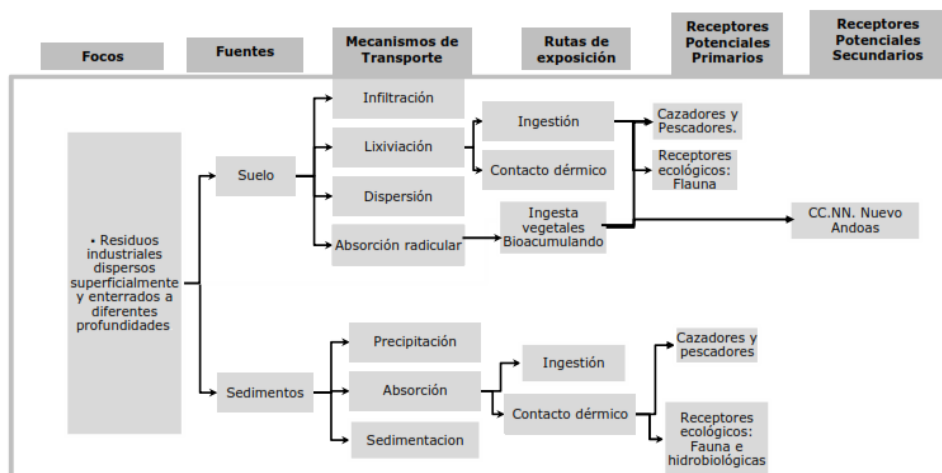 Focos
Fuentes
Mecanismos de
Transporte
Rutas de
exposición
Receptores
Potenciales
Primarios
Receptores
Potenciales
Secundarios
• Residuos
industriales
dispersos
superficialmente
y enterrados a
diferentes
profundidades
Suelo
Infiltración
Lixiviación
Dispersión
Absorción radicular
Ingestión
Contacto dérmico
Ingesta
vegetales
Bioacumulando
Cazadores y
Pescadores.
Receptores
ecológicos:
Flauna
CC.NN. Nuevo
Andoas
Sedimentos
Precipitación
Absorción
Sedimentacion
Ingestión
Contacto dérmico
Cazadores y
pescadores
Receptores
ecológicos:
Fauna e
hidrobiológicas